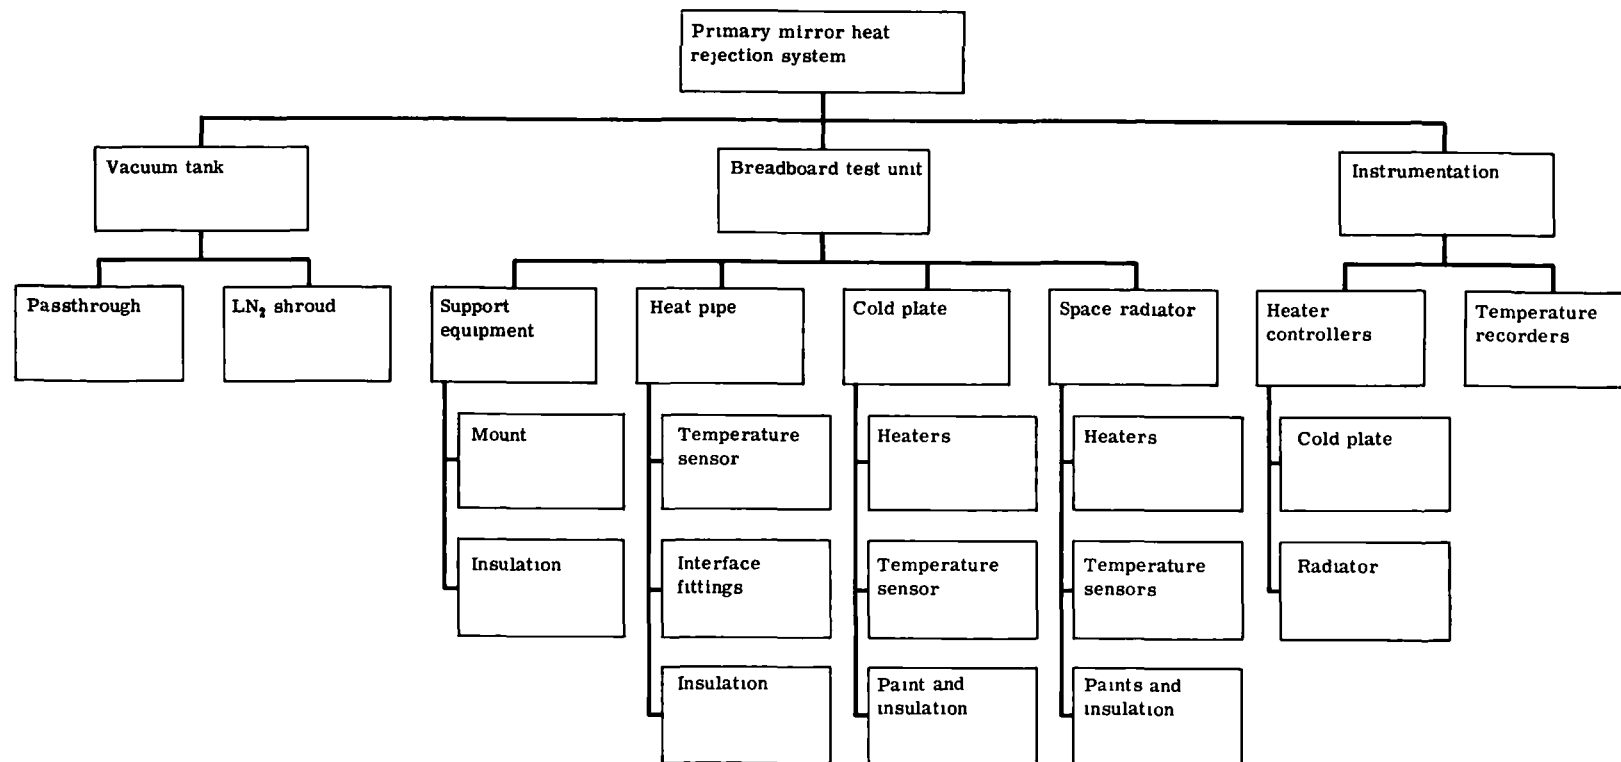 Primary mirror heat
rejection system
Vacuum tank
Breadboard test unit
Instrumentation
Passthrough
LN₂ shroud
Support
equipment
Heat pipe
Cold plate
Space radiator
Heater
controllers
Temperature
recorders
Mount
Temperature
sensor
Heaters
Heaters
Cold plate
Insulation
Interface
fittings
Temperature
sensor
Temperature
sensors
Radiator
Insulation
Paint and
insulation
Paints and
insulation